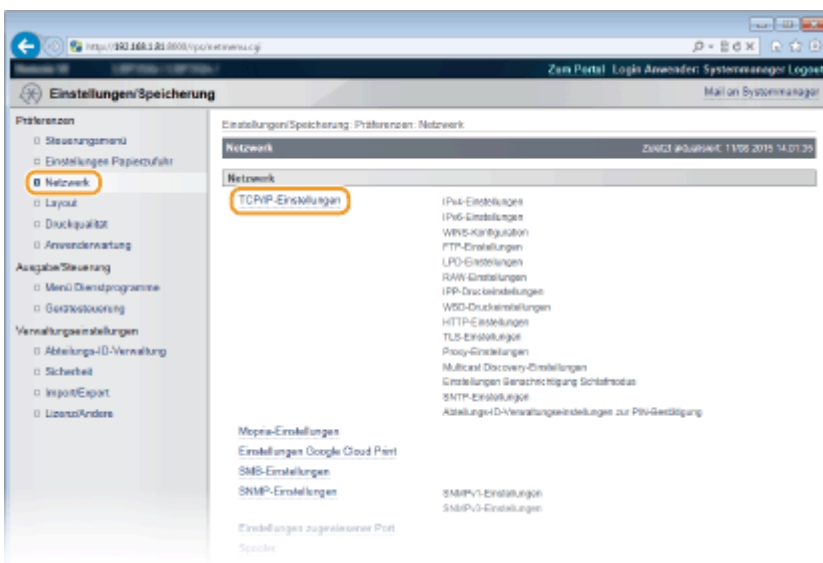 http://192.168.1.81:8000/rps/netmenu.cgi
Zum Portal Login Anwender: Systemmanager Logout
Einstellungen/Speicherung
Mail an Systemmanager
Präferenzen
Steuerungsmenü
Einstellungen Papierzufuhr
Netzwerk
Layout
Druckqualität
Anwenderwartung
Ausgabe/Steuerung
Menü Dienstprogramme
Gerätesteuerung
Verwaltungseinstellungen
Abteilungs-ID-Verwaltung
Sicherheit
Import/Export
Lizenz/Andere
Einstellungen/Speicherung: Präferenzen: Netzwerk
Netzwerk
Zuletzt aktualisiert: 11/08 2015 14:01:35
Netzwerk
TCP/IP-Einstellungen
IPv4-Einstellungen
IPv6-Einstellungen
WINS-Konfiguration
FTP-Einstellungen
LPD-Einstellungen
RAW-Einstellungen
IPP-Druckeinstellungen
WSD-Druckeinstellungen
HTTP-Einstellungen
TLS-Einstellungen
Proxy-Einstellungen
Multicast Discovery-Einstellungen
Einstellungen Benachrichtigung Schlafmodus
SNTP-Einstellungen
Abteilungs-ID-Verwaltungseinstellungen zur PIN-Bestätigung
Mopria-Einstellungen
Einstellungen Google Cloud Print
SMB-Einstellungen
SNMP-Einstellungen
SNMPv1-Einstellungen
SNMPv3-Einstellungen
Einstellungen zugewiesener Port
Spooler